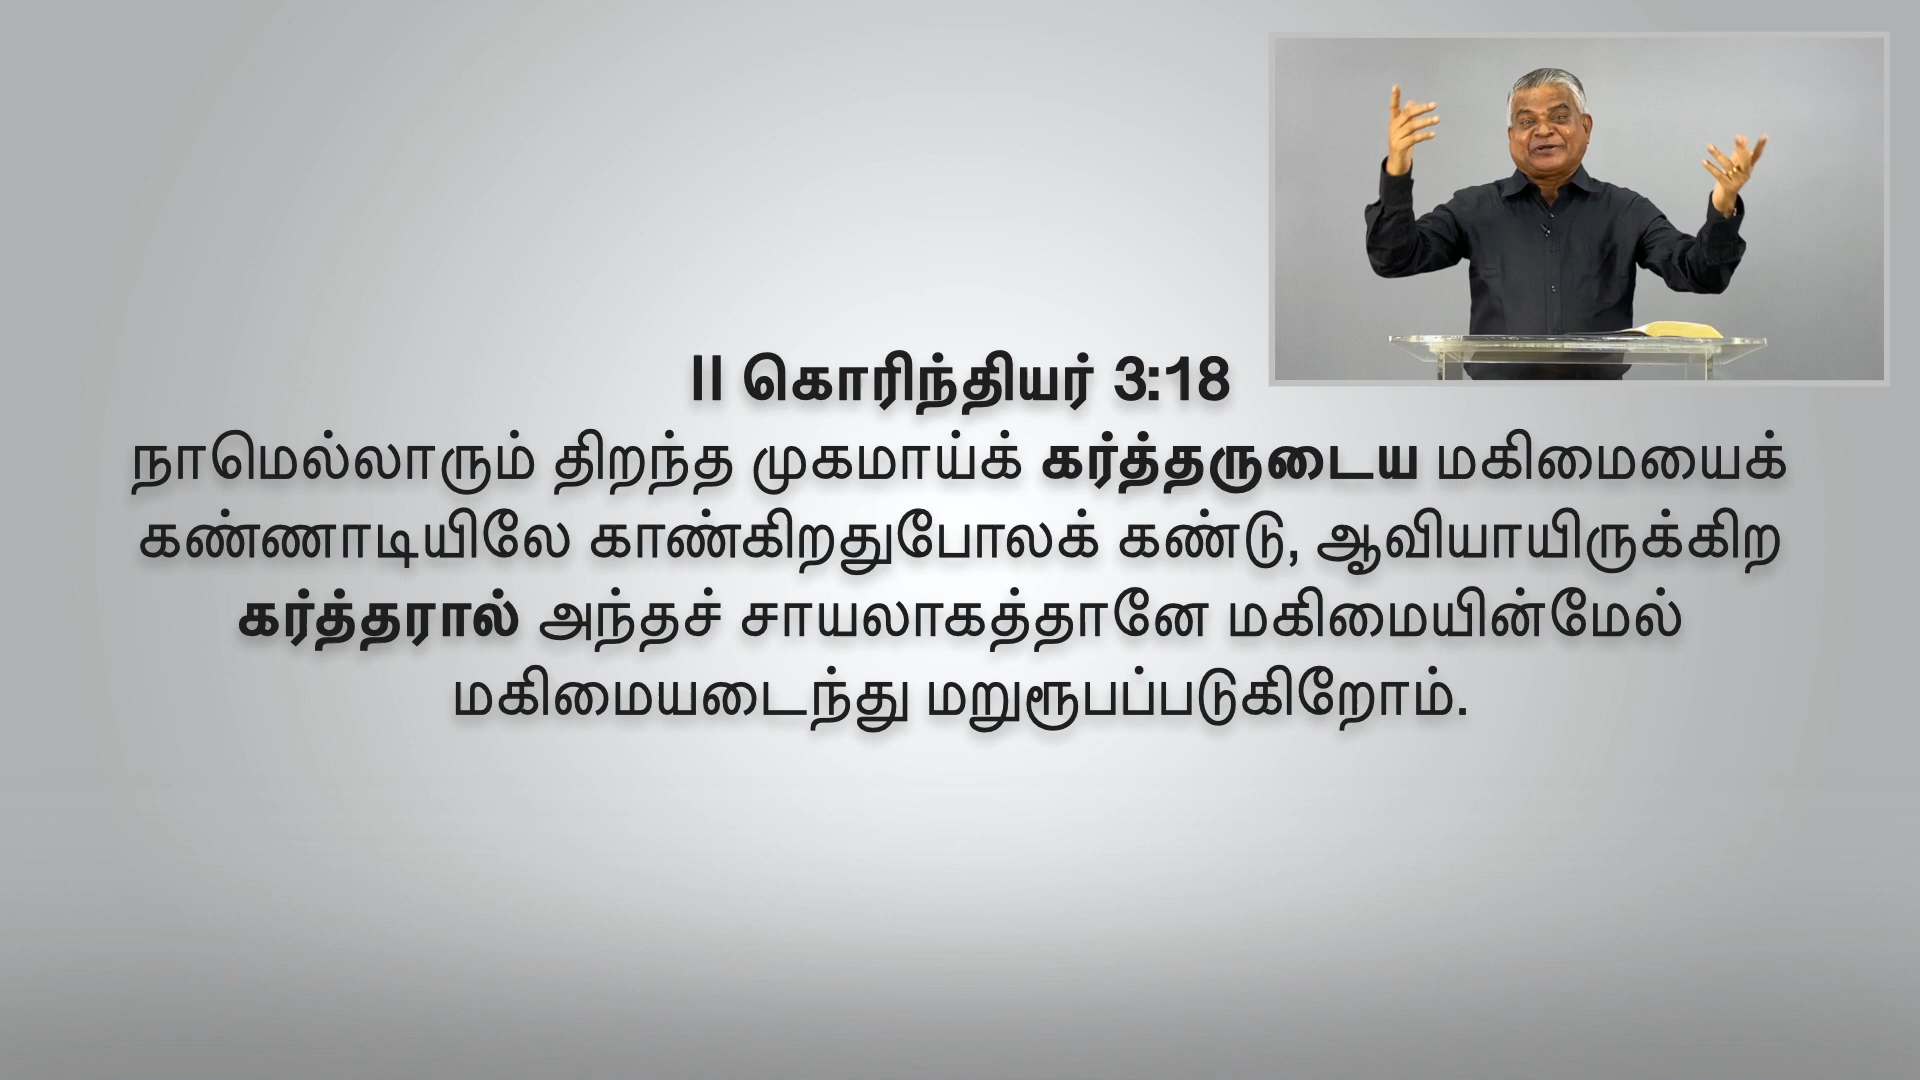 II கொரிந்தியர் 3:18
நாமெல்லாரும் திறந்த முகமாய்க் கர்த்தருடைய மகிமையைக்
கண்ணாடியிலே காண்கிறதுபோலக் கண்டு, ஆவியாயிருக்கிற
கர்த்தரால் அந்தச் சாயலாகத்தானே மகிமையின்மேல்
மகிமையடைந்து மறுரூபப்படுகிறோம்.